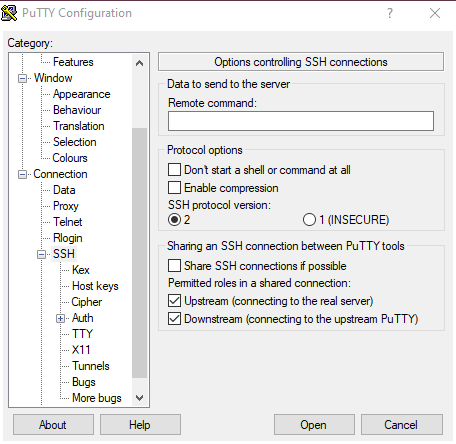 PuTTY Configuration
Category:
Features
Window
Appearance
Behaviour
Translation
Selection
Colours
Connection
Data
Proxy
Telnet
Rlogin
SSH
Kex
Host keys
Cipher
Auth
TTY
X11
Tunnels
Bugs
More bugs
Options controlling SSH connections
Data to send to the server
Remote command:
Protocol options
Don't start a shell or command at all
Enable compression
SSH protocol version:
2 1 (INSECURE)
Sharing an SSH connection between PuTTY tools
Share SSH connections if possible
Permitted roles in a shared connection:
Upstream (connecting to the real server)
Downstream (connecting to the upstream PuTTY)
About Help Open Cancel